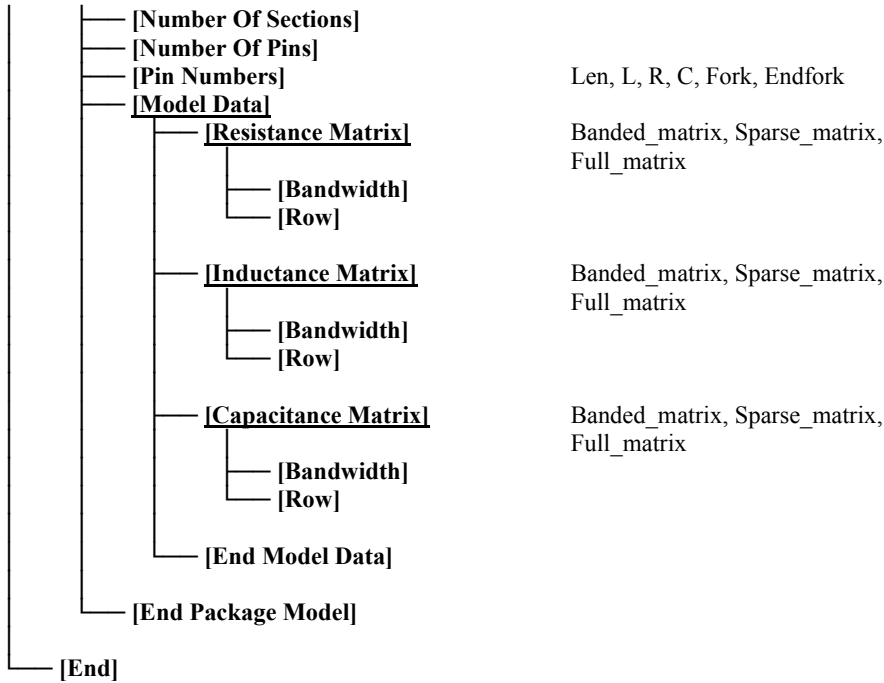 [Number Of Sections]
[Number Of Pins]
[Pin Numbers] Len, L, R, C, Fork, Endfork
[Model Data]
[Resistance Matrix] Banded_matrix, Sparse_matrix,
Full_matrix
[Bandwidth]
[Row]
[Inductance Matrix] Banded_matrix, Sparse_matrix,
Full_matrix
[Bandwidth]
[Row]
[Capacitance Matrix] Banded_matrix, Sparse_matrix,
Full_matrix
[Bandwidth]
[Row]
[End Model Data]
[End Package Model]
[End]